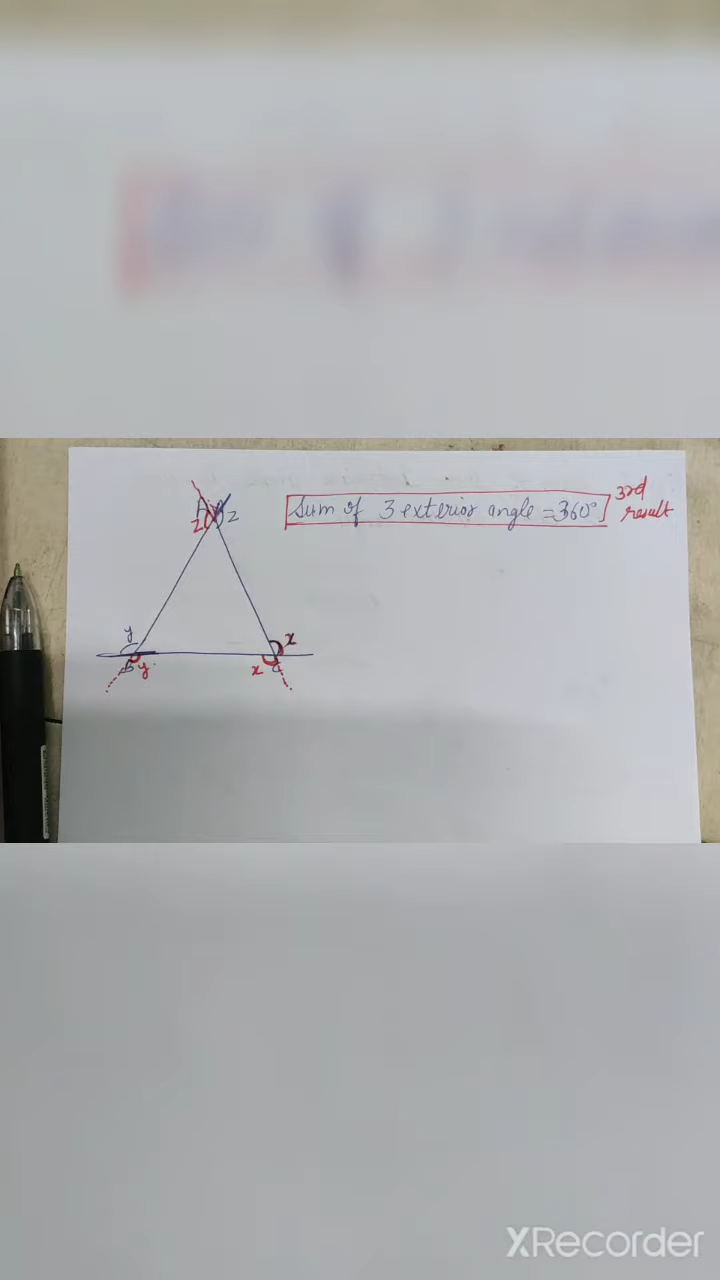 Sum of 3 exterior angle = 360°
3rd
result
A
z z
y
x
B y
x C
XRecorder